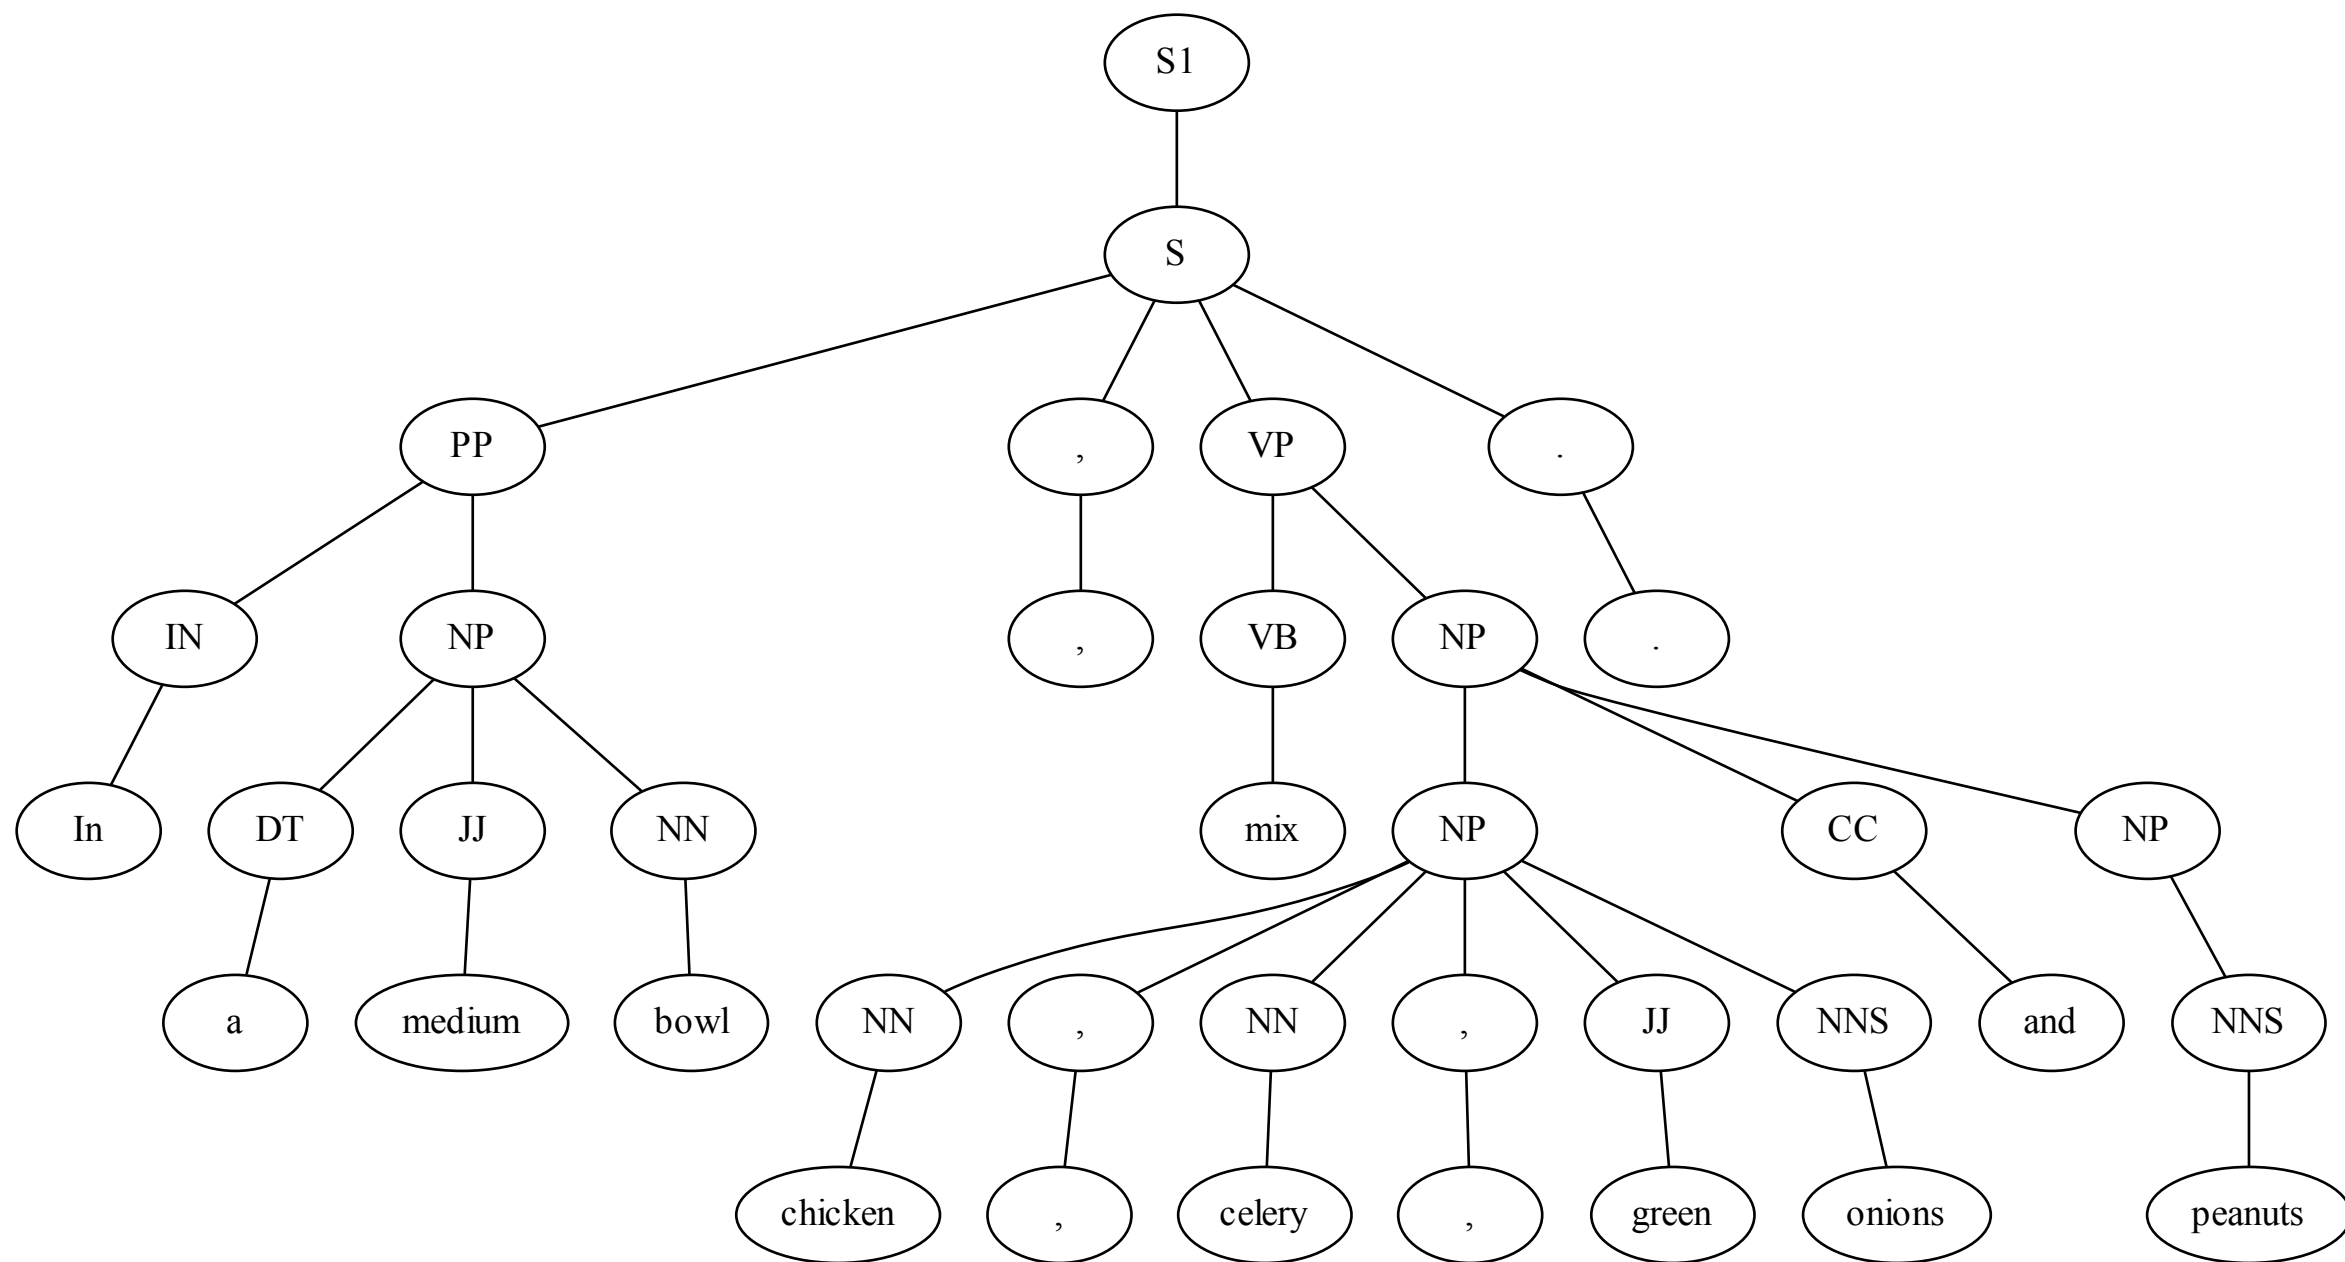 S1
S
PP , VP .
IN NP , VB NP .
In DT JJ NN mix NP CC NP
a medium bowl NN , NN , JJ NNS and NNS
chicken , celery , green onions peanuts